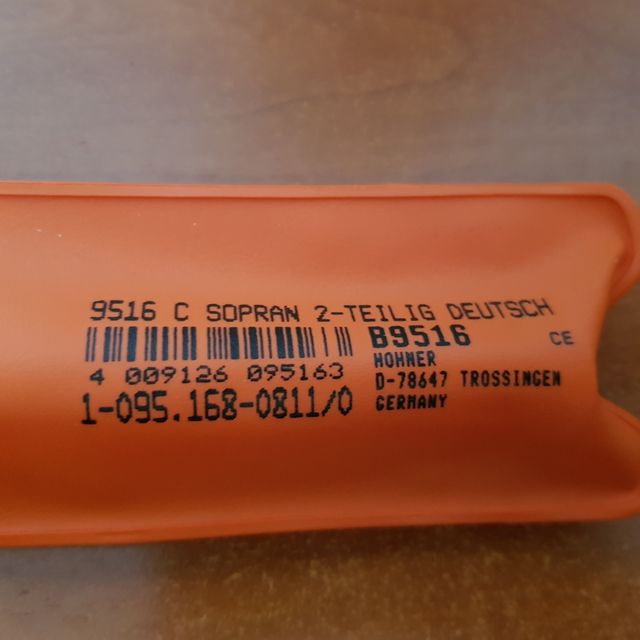 9516 C SOPRAN 2-TEILIG DEUTSCH
B9516 CE
HOHNER
4 009126 095163
D-78647 TROSSINGEN
1-095.168-0811/0
GERMANY